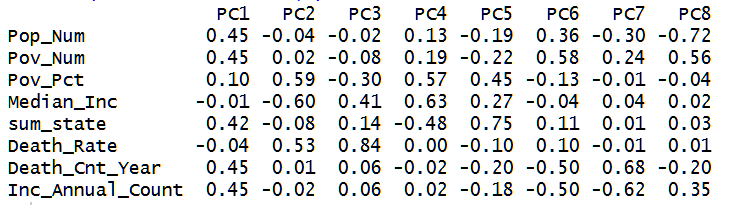 PC1 PC2 PC3 PC4 PC5 PC6 PC7 PC8
Pop_Num 0.45 -0.04 -0.02 0.13 -0.19 0.36 -0.30 -0.72
Pov_Num 0.45 0.02 -0.08 0.19 -0.22 0.58 0.24 0.56
Pov_Pct 0.10 0.59 -0.30 0.57 0.45 -0.13 -0.01 -0.04
Median_Inc -0.01 -0.60 0.41 0.63 0.27 -0.04 0.04 0.02
sum_state 0.42 -0.08 0.14 -0.48 0.75 0.11 0.01 0.03
Death_Rate -0.04 0.53 0.84 0.00 -0.10 0.10 -0.01 0.01
Death_Cnt_Year 0.45 0.01 0.06 -0.02 -0.20 -0.50 0.68 -0.20
Inc_Annual_Count 0.45 -0.02 0.06 0.02 -0.18 -0.50 -0.62 0.35